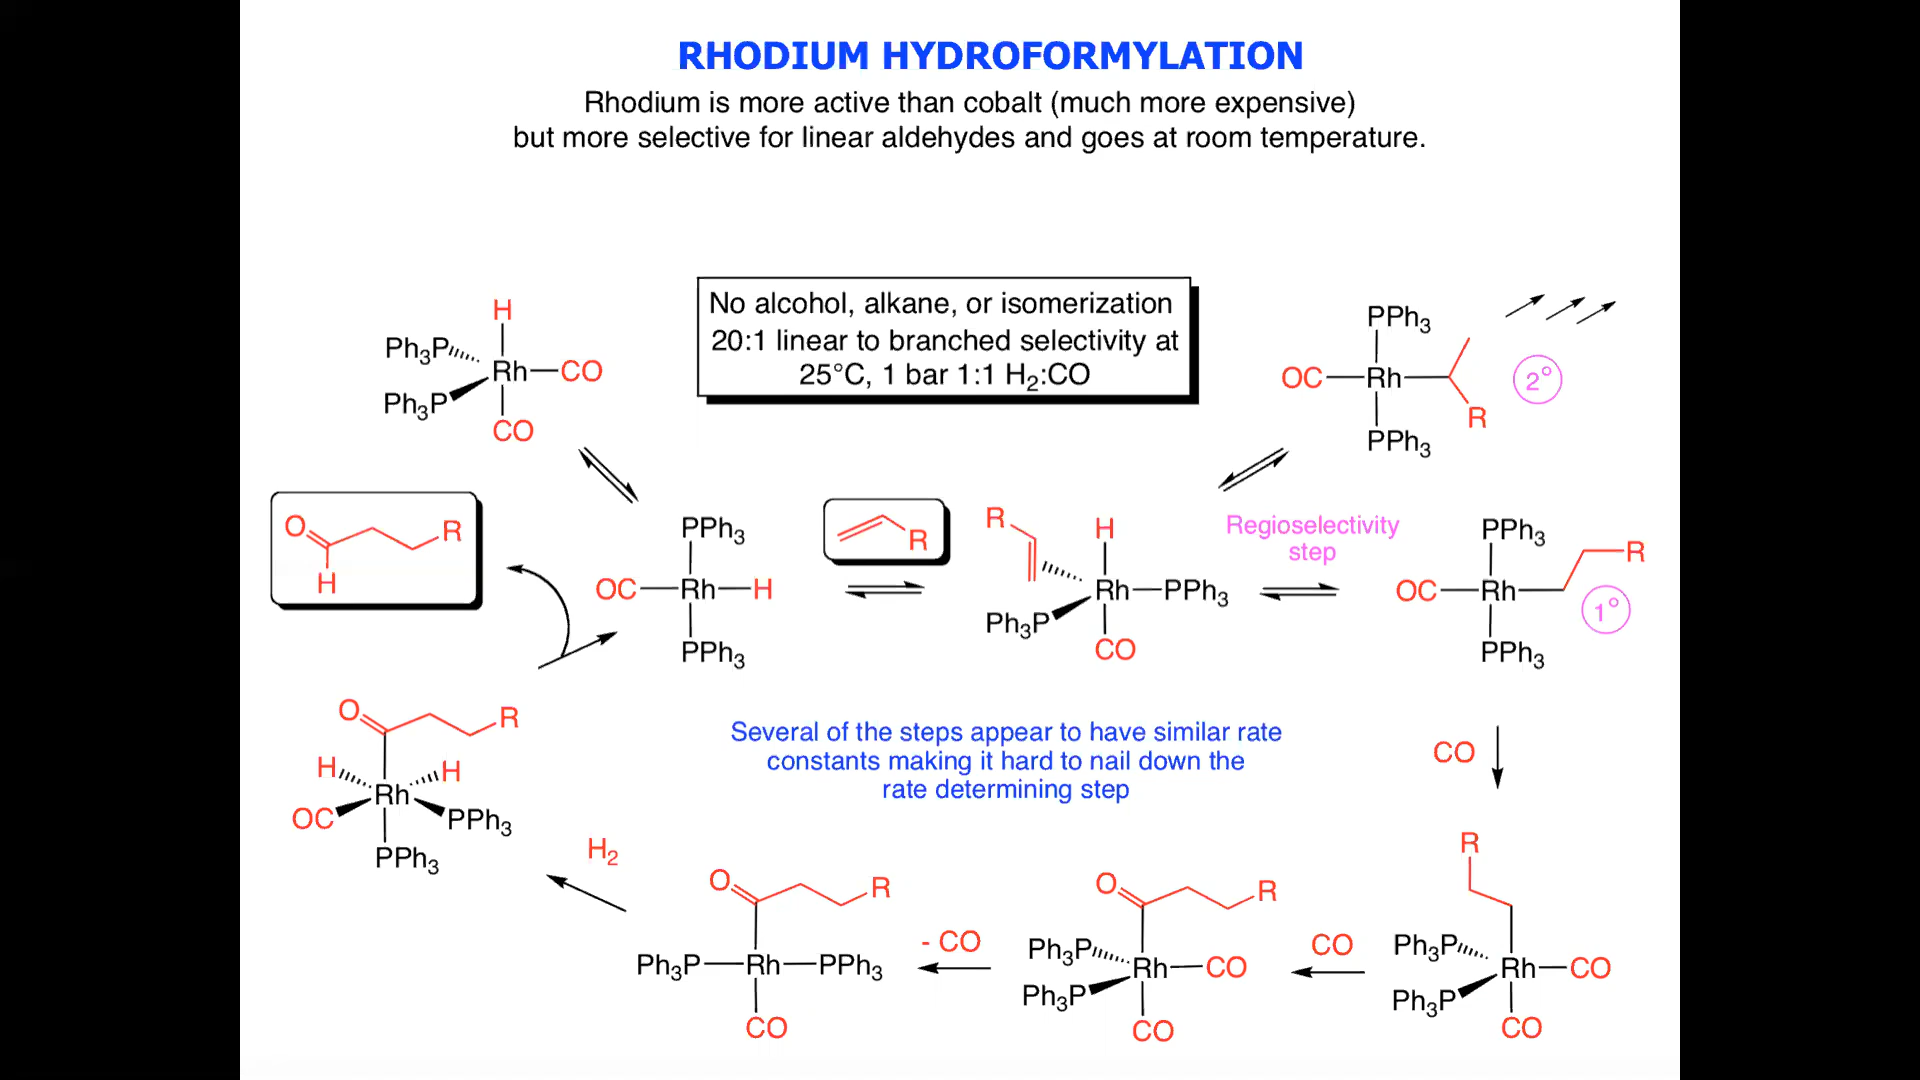 RHODIUM HYDROFORMYLATION
Rhodium is more active than cobalt (much more expensive)
but more selective for linear aldehydes and goes at room temperature.
No alcohol, alkane, or isomerization
20:1 linear to branched selectivity at
25°C, 1 bar 1:1 H₂:CO
H
Ph₃P
Rh
CO
Ph₃P
CO
PPh₃
OC
Rh
2°
R
PPh₃
O
R
H
PPh₃
OC
Rh
H
PPh₃
R
R
H
Rh
PPh₃
Ph₃P
CO
Regioselectivity
step
PPh₃
R
OC
Rh
1°
PPh₃
O
R
H
H
Rh
OC
PPh₃
PPh₃
Several of the steps appear to have similar rate
constants making it hard to nail down the
rate determining step
CO
H₂
O
R
Ph₃P
Rh
PPh₃
CO
- CO
O
R
Ph₃P
Rh
CO
Ph₃P
CO
CO
R
Ph₃P
Rh
CO
Ph₃P
CO